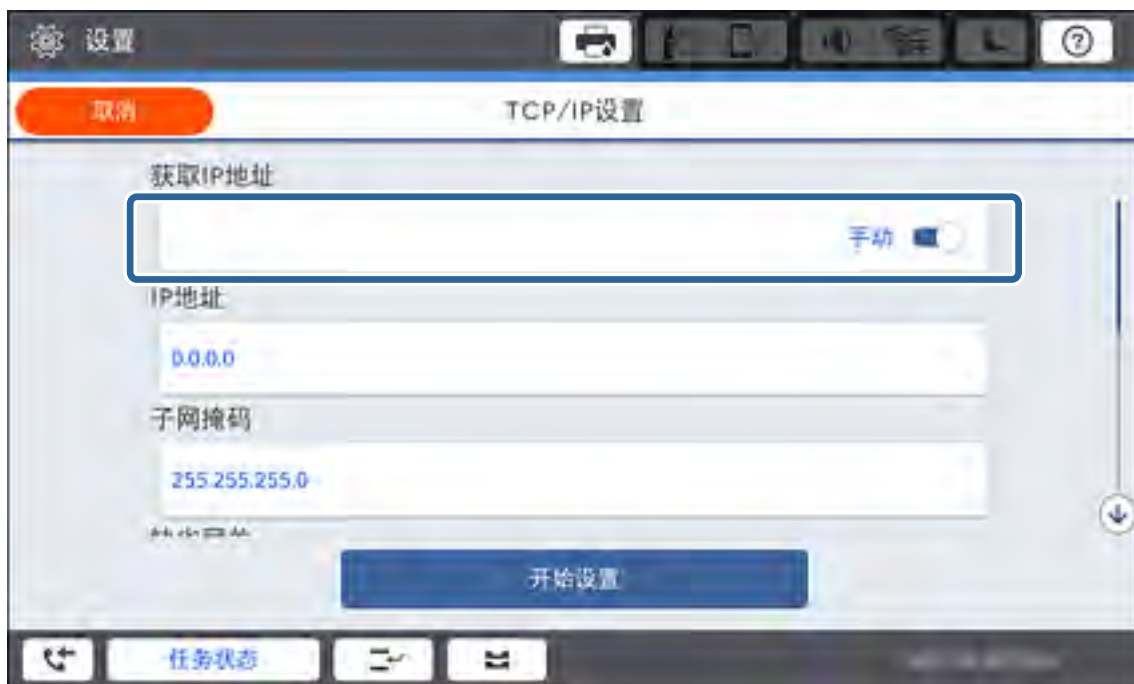 设置
取消
TCP/IP设置
获取IP地址
手动
IP地址
0.0.0.0
子网掩码
255.255.255.0
开始设置
任务状态